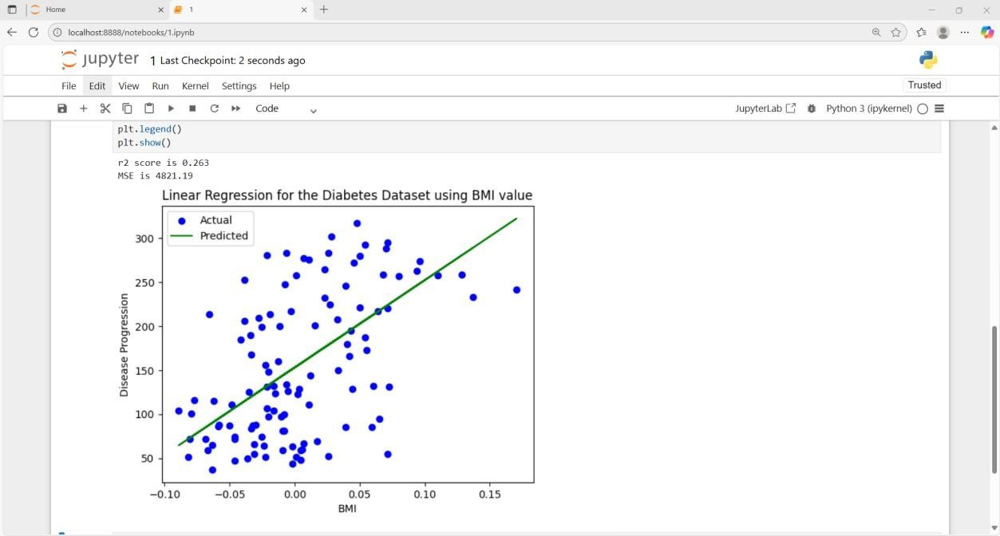 Home
1
localhost:8888/notebooks/1.ipynb
jupyter 1 Last Checkpoint: 2 seconds ago
File Edit View Run Kernel Settings Help
Trusted
Code
JupyterLab
Python 3 (ipykernel)
plt.legend()
plt.show()
r2 score is 0.263
MSE is 4821.19
Linear Regression for the Diabetes Dataset using BMI value
Actual
Predicted
300
250
200
150
100
50
Disease Progression
−0.10 −0.05 0.00 0.05 0.10 0.15
BMI